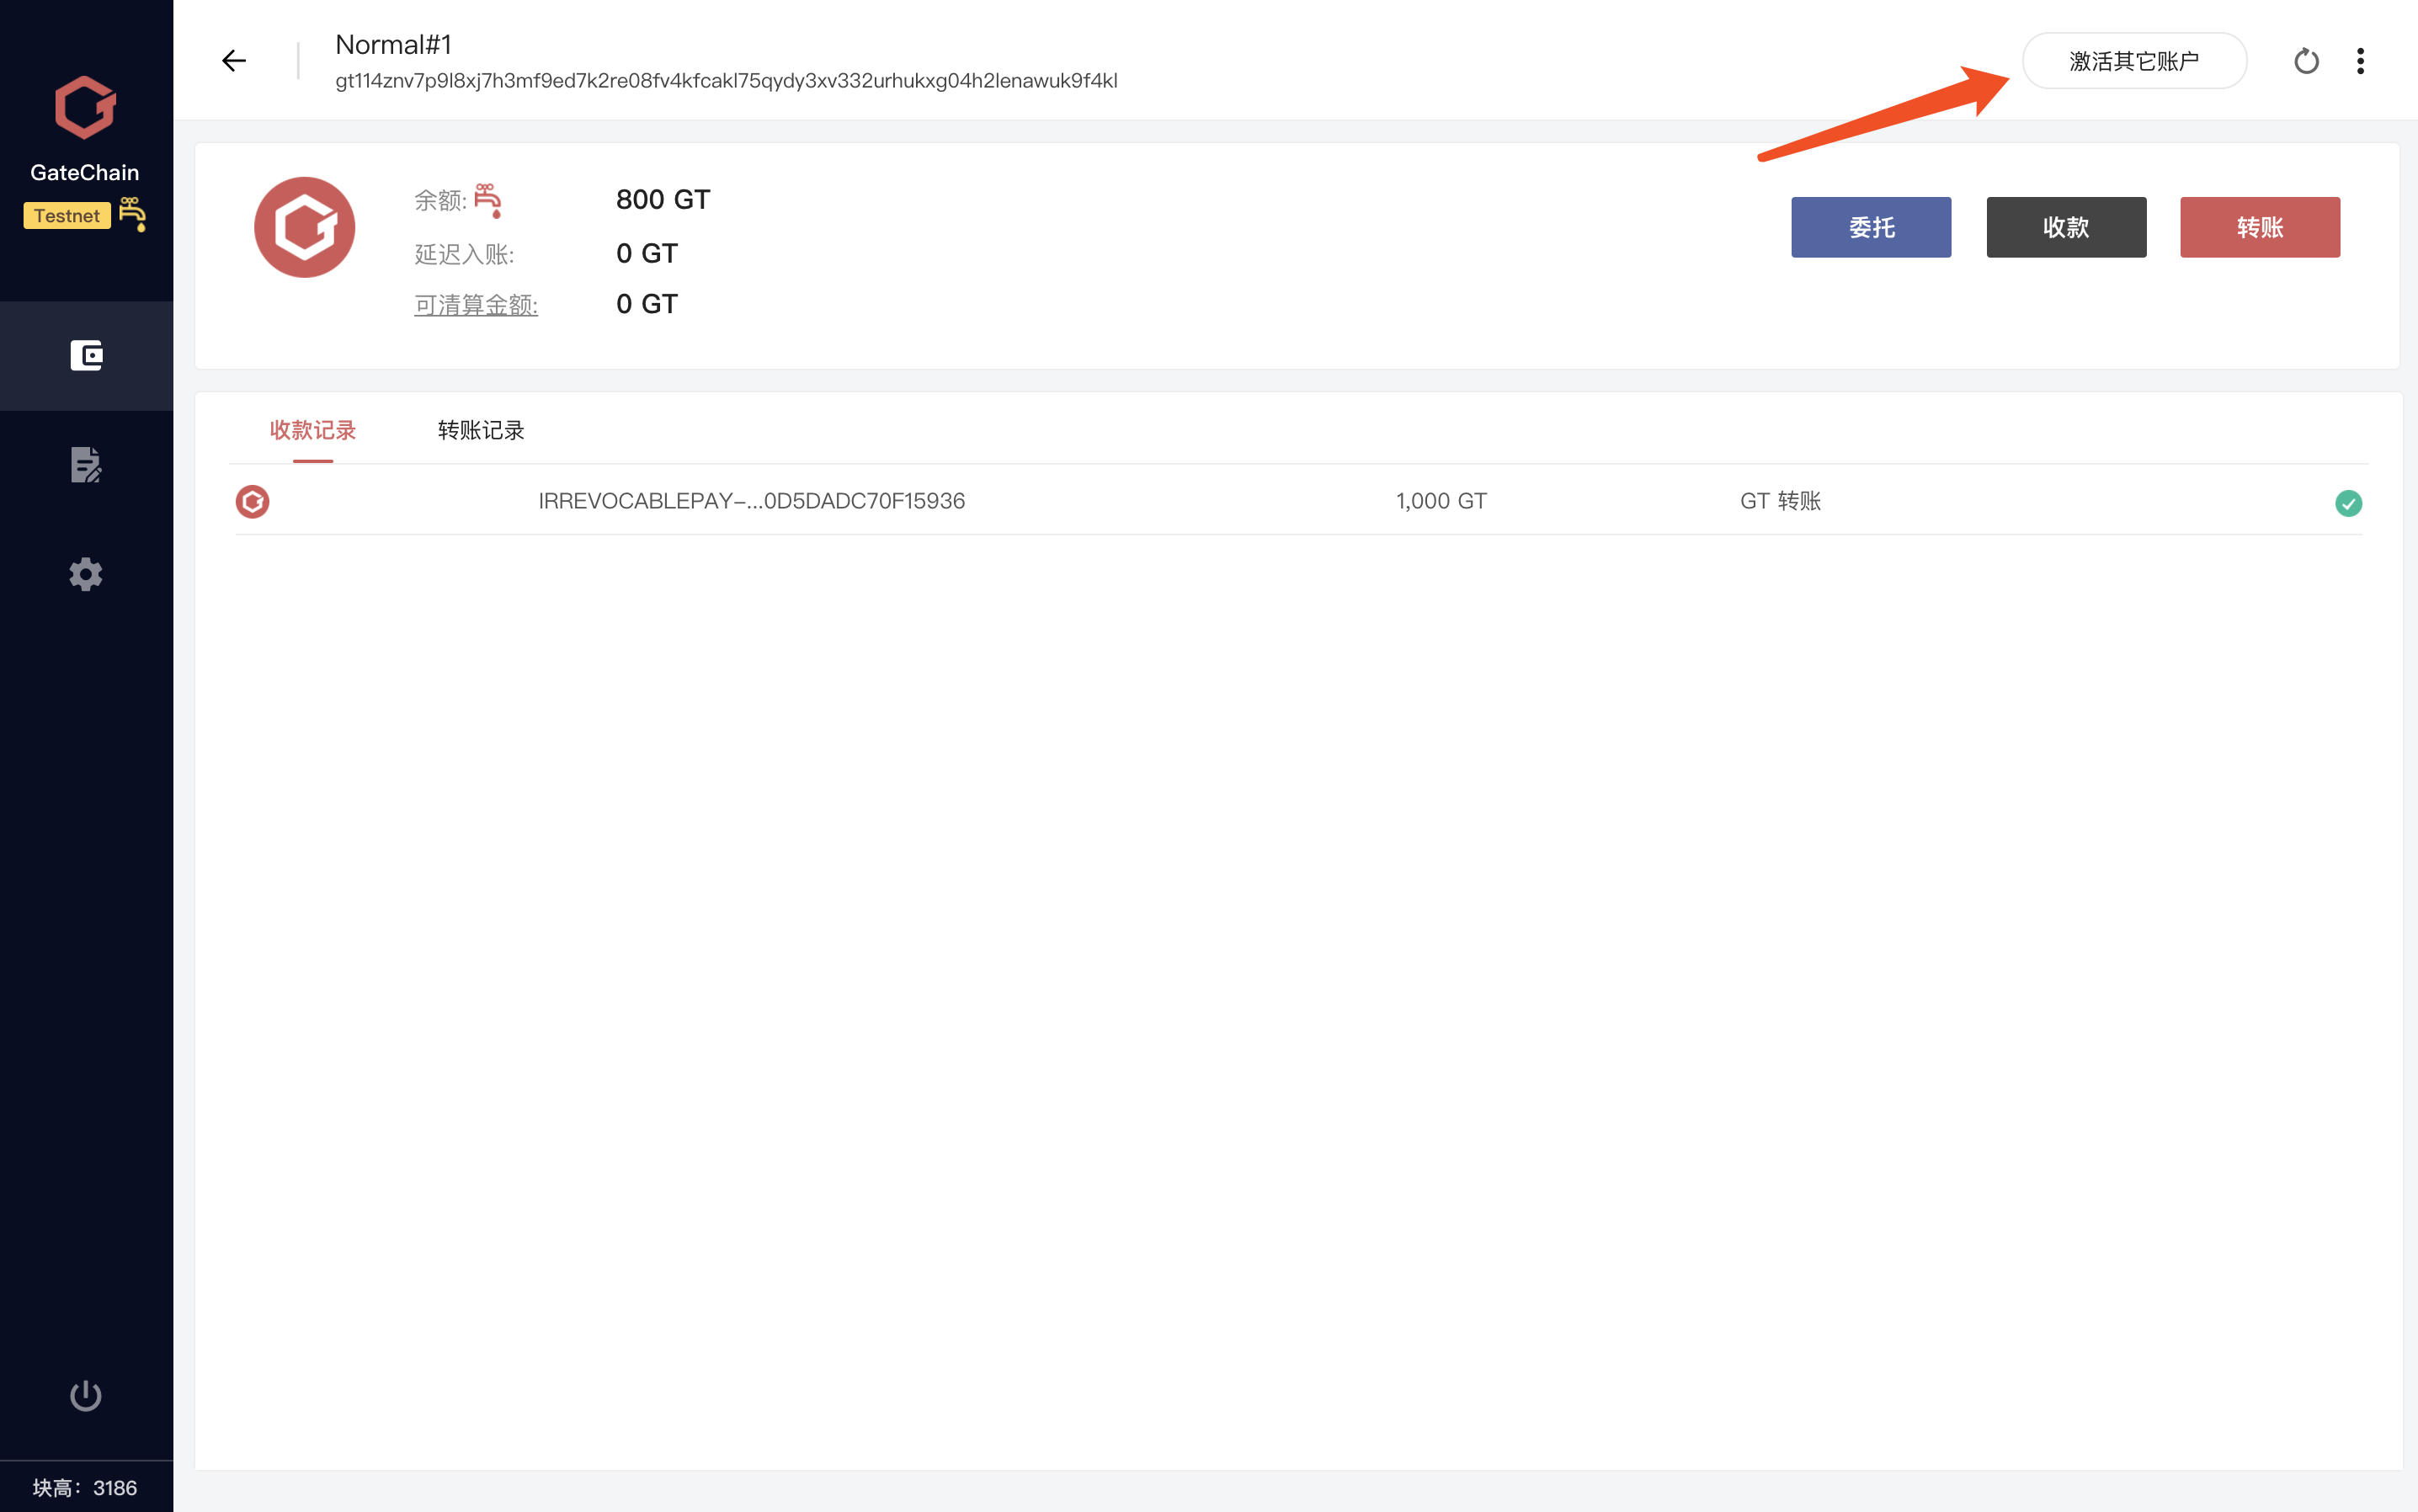 GateChain
Testnet
块高：3186
Normal#1
gt114znv7p9l8xj7h3mf9ed7k2re08fv4kfcakl75qydy3xv332urhukxg04h2lenawuk9f4kl
激活其它账户
余额: 800 GT
延迟入账: 0 GT
可清算金额: 0 GT
委托 收款 转账
收款记录 转账记录
IRREVOCABLEPAY-...0D5DADC70F15936 1,000 GT GT 转账